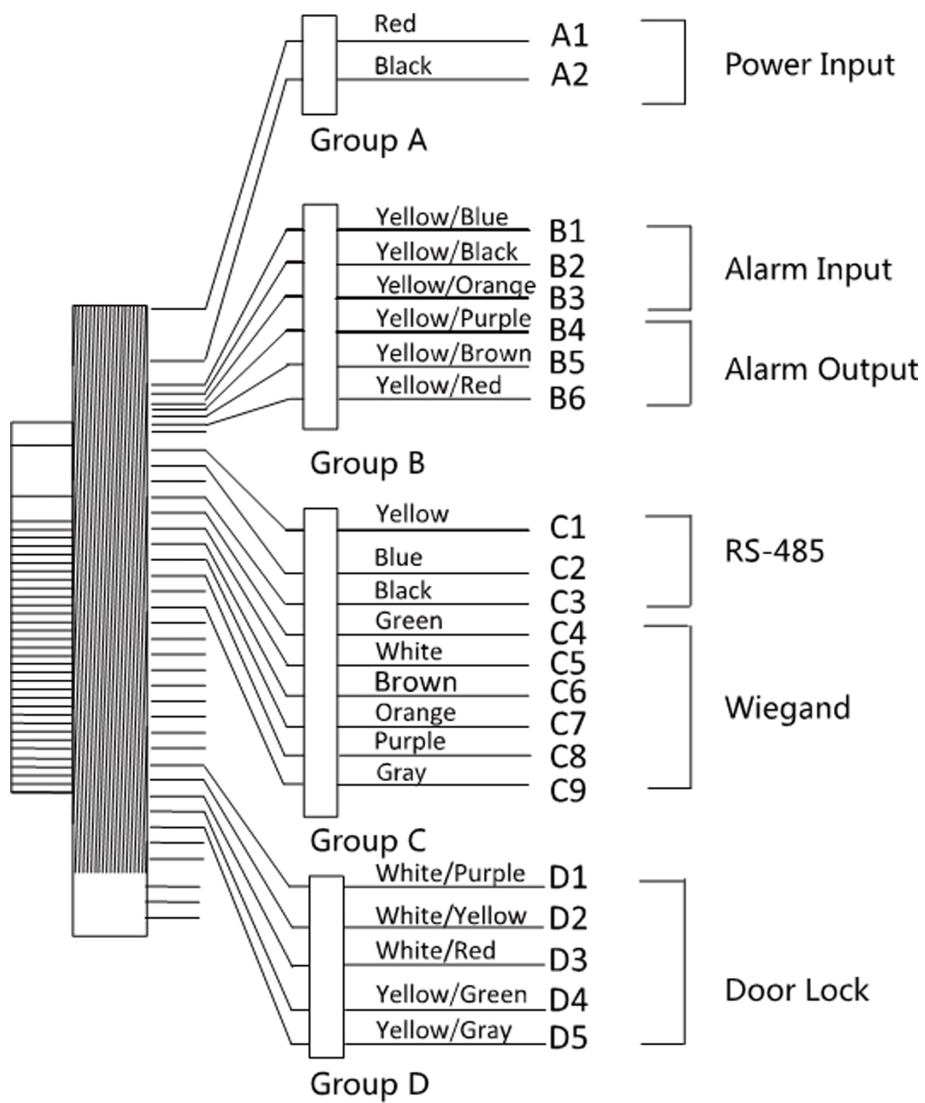 Red A1
Black A2
Power Input
Group A
Yellow/Blue B1
Yellow/Black B2
Alarm Input
Yellow/Orange B3
Yellow/Purple B4
Yellow/Brown B5
Alarm Output
Yellow/Red B6
Group B
Yellow C1
RS-485
Blue C2
Black C3
Green C4
White C5
Brown C6
Wiegand
Orange C7
Purple C8
Gray C9
Group C
White/Purple D1
White/Yellow D2
White/Red D3
Door Lock
Yellow/Green D4
Yellow/Gray D5
Group D